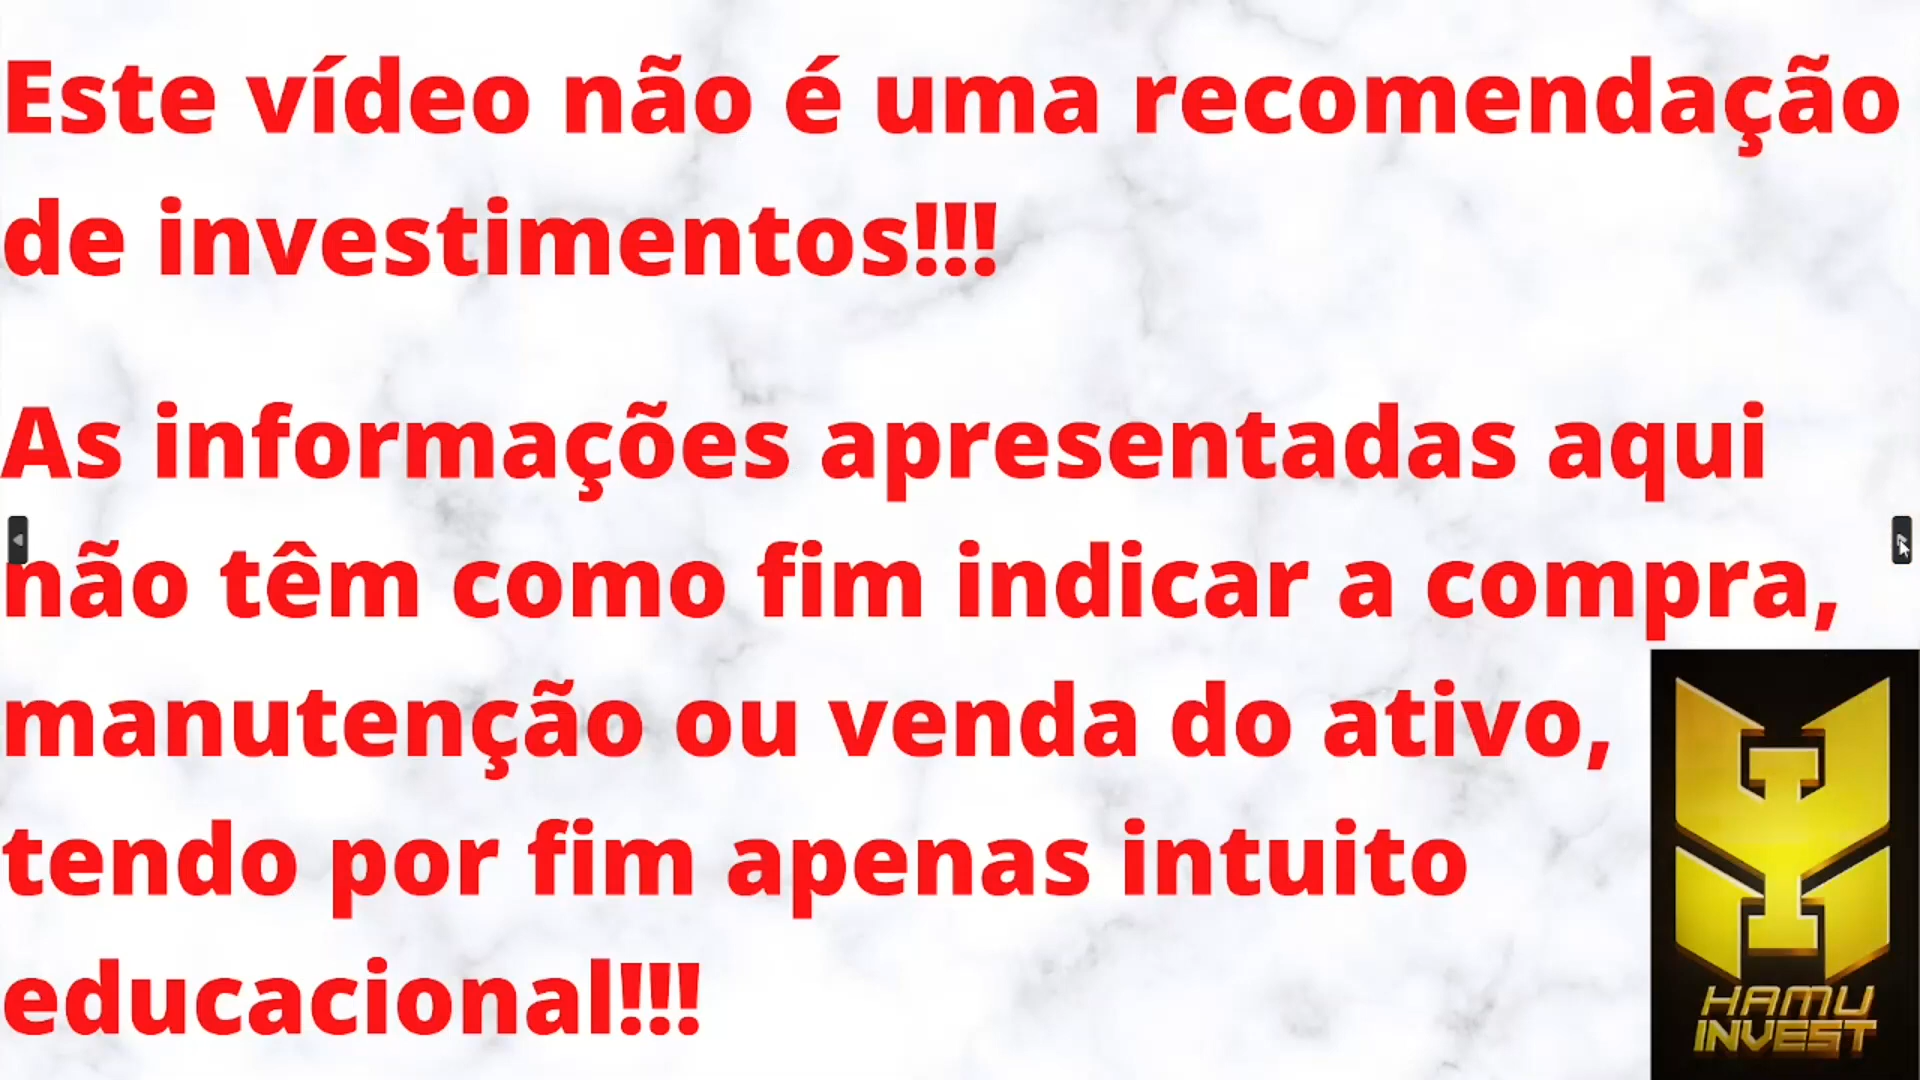 Este vídeo não é uma recomendação
de investimentos!!!
As informações apresentadas aqui
não têm como fim indicar a compra,
manutenção ou venda do ativo,
tendo por fim apenas intuito
educacional!!!
HAMU
INVEST